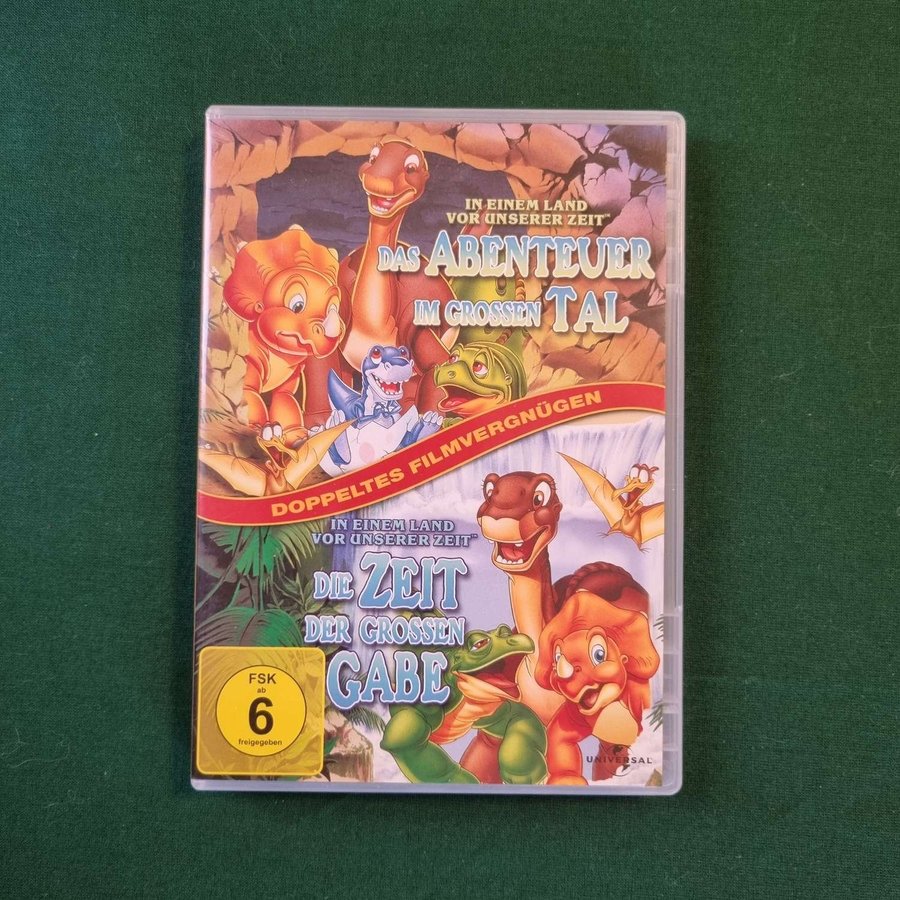 IN EINEM LAND
VOR UNSERER ZEIT™
DAS ABENTEUER
IM GROSSEN TAL
DOPPELTES FILMVERGNÜGEN
IN EINEM LAND
VOR UNSERER ZEIT™
DIE ZEIT
DER GROSSEN
GABE
FSK
ab
6
freigegeben
UNIVERSAL